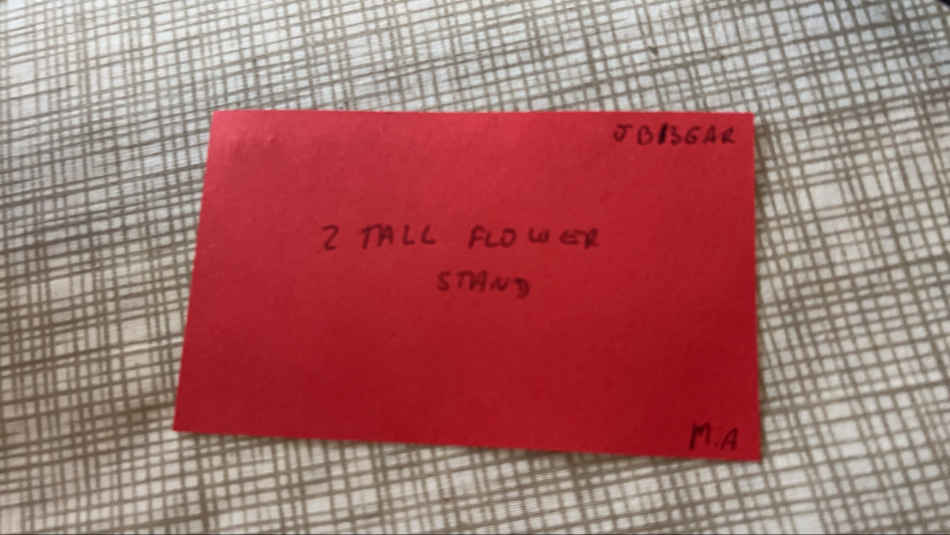 2 TALL FLOWER
STAND
M.A